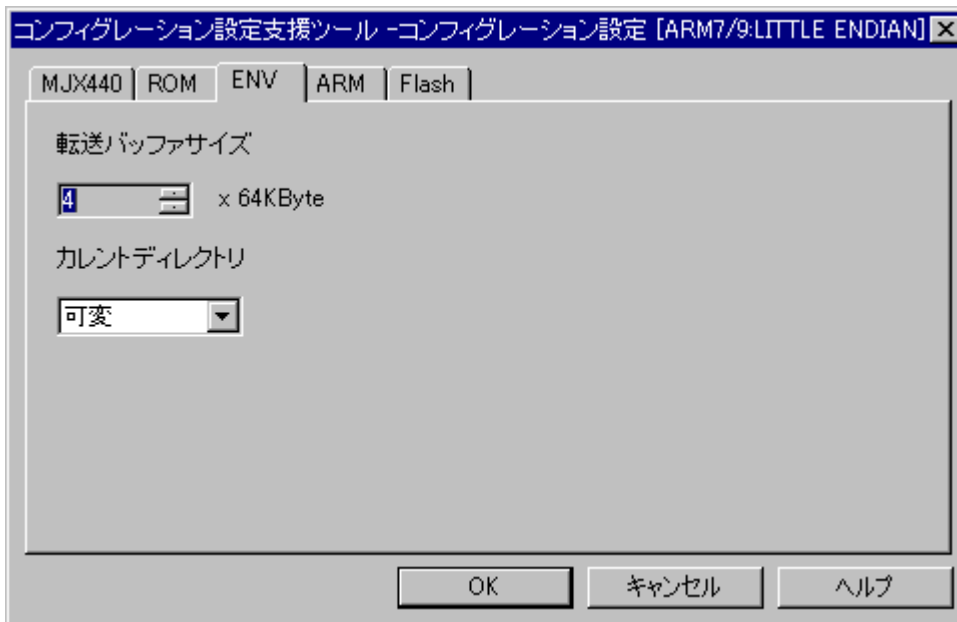 コンフィグレーション設定支援ツール -コンフィグレーション設定 [ARM7/9:LITTLE ENDIAN]
MJX440 ROM ENV ARM Flash
転送バッファサイズ
4 x 64KByte
カレントディレクトリ
可変
OK キャンセル ヘルプ